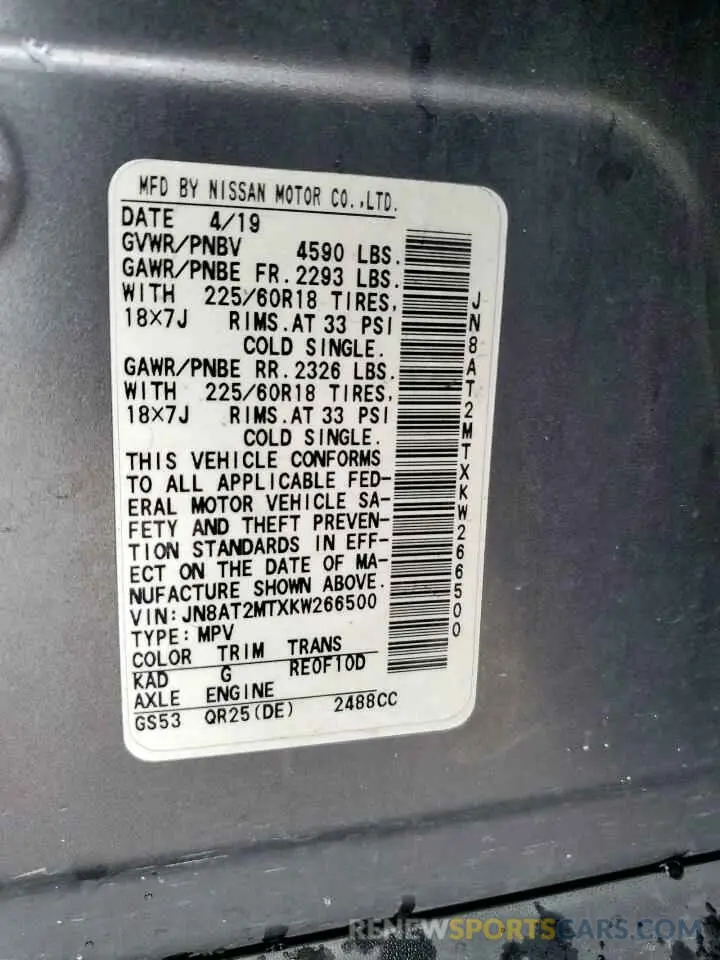 MFD BY NISSAN MOTOR CO.,LTD.
DATE 4/19
GVWR/PNBV 4590 LBS.
GAWR/PNBE FR.2293 LBS.
WITH 225/60R18 TIRES,
18×7J RIMS.AT 33 PSI
COLD SINGLE.
GAWR/PNBE RR.2326 LBS.
WITH 225/60R18 TIRES,
18×7J RIMS.AT 33 PSI
COLD SINGLE.
THIS VEHICLE CONFORMS
TO ALL APPLICABLE FED-
ERAL MOTOR VEHICLE SA-
FETY AND THEFT PREVEN-
TION STANDARDS IN EFF-
ECT ON THE DATE OF MA-
NUFACTURE SHOWN ABOVE.
VIN:JN8AT2MTXKW266500
TYPE:MPV
COLOR TRIM TRANS
KAD G RE0F10D
AXLE ENGINE
GS53 QR25(DE) 2488CC
JN8AT2MTXKW266500
RENEWSPORTSCARS.COM